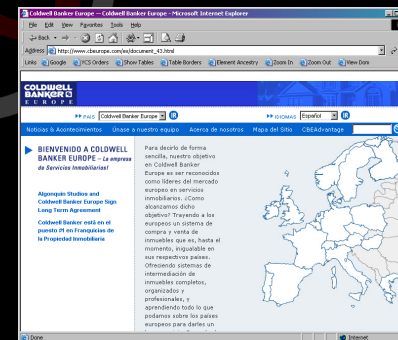 Coldwell Banker Europe -- Coldwell Banker Europe - Microsoft Internet Explorer
File Edit View Favorites Tools Help
Back
Address http://www.cbeurope.com/es/document_43.html
Links Google YCS Orders Show Tables Table Borders Element Ancestry Zoom In Zoom Out View Dom
COLDWELL
BANKER
EUROPE
PAÍS Coldwell Banker Europe IR IDIOMAS Español IR
Noticias & Acontecimientos Únase a nuestro equipo Acerca de nosotros Mapa del Sitio CBEAdvantage
BIENVENIDO A COLDWELL
BANKER EUROPE – La empresa
de Servicios Inmobiliarios!
Algonquin Studios and
Coldwell Banker Europe Sign
Long Term Agreement
Coldwell Banker está en el
puesto #1 en Franquicias de
la Propiedad Inmobiliaria
Para decirlo de forma
sencilla, nuestro objetivo
en Coldwell Banker
Europe es ser reconocidos
como líderes del mercado
europeo en servicios
inmobiliarios. ¿Como
alcanzamos dicho
objetivo? Trayendo a los
europeos un sistema de
compra y venta de
inmuebles que es, hasta el
momento, inigualable en
sus respectivos países.
Ofreciendo sistemas de
intermediación de
inmuebles completos,
organizados y
profesionales, y
aprendiendo todo lo que
podamos sobre los países
europeos para darles un
Done Internet